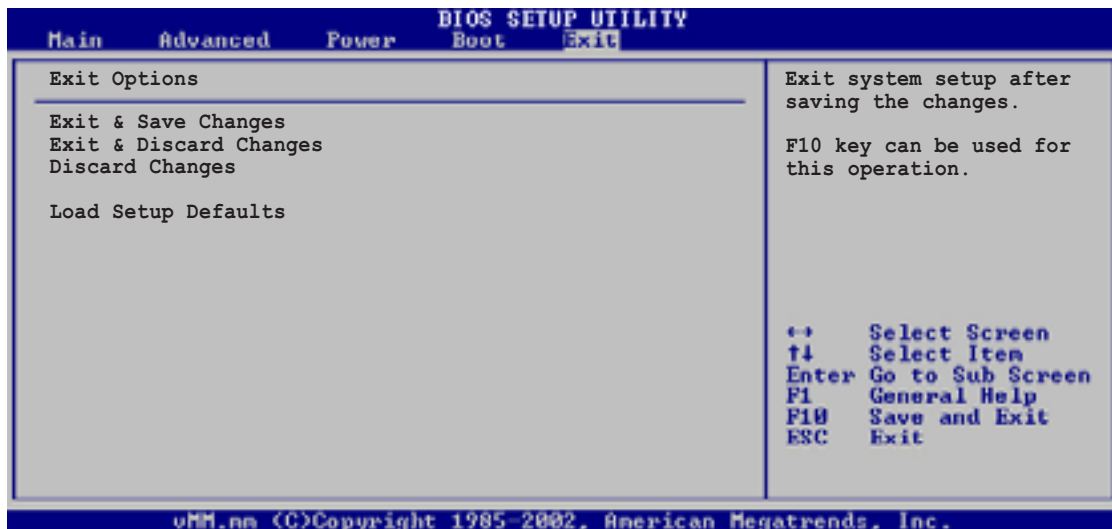 BIOS SETUP UTILITY
Main Advanced Power Boot Exit
Exit Options
Exit & Save Changes
Exit & Discard Changes
Discard Changes
Load Setup Defaults
Exit system setup after
saving the changes.
F10 key can be used for
this operation.
↔ Select Screen
↑↓ Select Item
Enter Go to Sub Screen
F1 General Help
F10 Save and Exit
ESC Exit
vMM.nn (C)Copyright 1985-2002, American Megatrends, Inc.